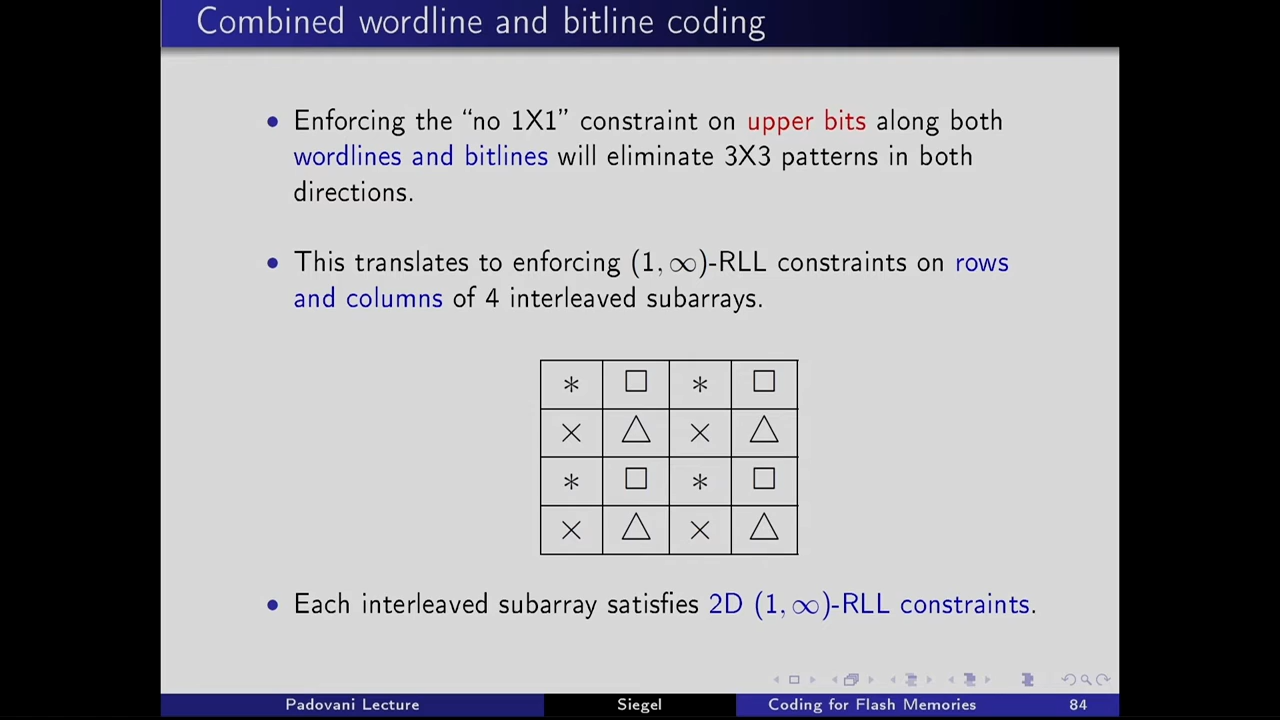 Combined wordline and bitline coding
• Enforcing the “no 1X1” constraint on upper bits along both
wordlines and bitlines will eliminate 3X3 patterns in both
directions.
• This translates to enforcing (1, ∞)-RLL constraints on rows
and columns of 4 interleaved subarrays.
∗ □ ∗ □
× △ × △
∗ □ ∗ □
× △ × △
• Each interleaved subarray satisfies 2D (1, ∞)-RLL constraints.
Padovani Lecture Siegel Coding for Flash Memories 84